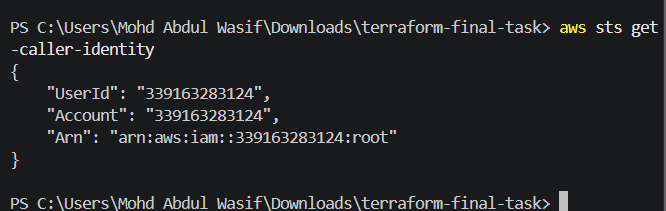 PS C:\Users\Mohd Abdul Wasif\Downloads\terraform-final-task> aws sts get
-caller-identity
{
    "UserId": "339163283124",
    "Account": "339163283124",
    "Arn": "arn:aws:iam::339163283124:root"
}
PS C:\Users\Mohd Abdul Wasif\Downloads\terraform-final-task>